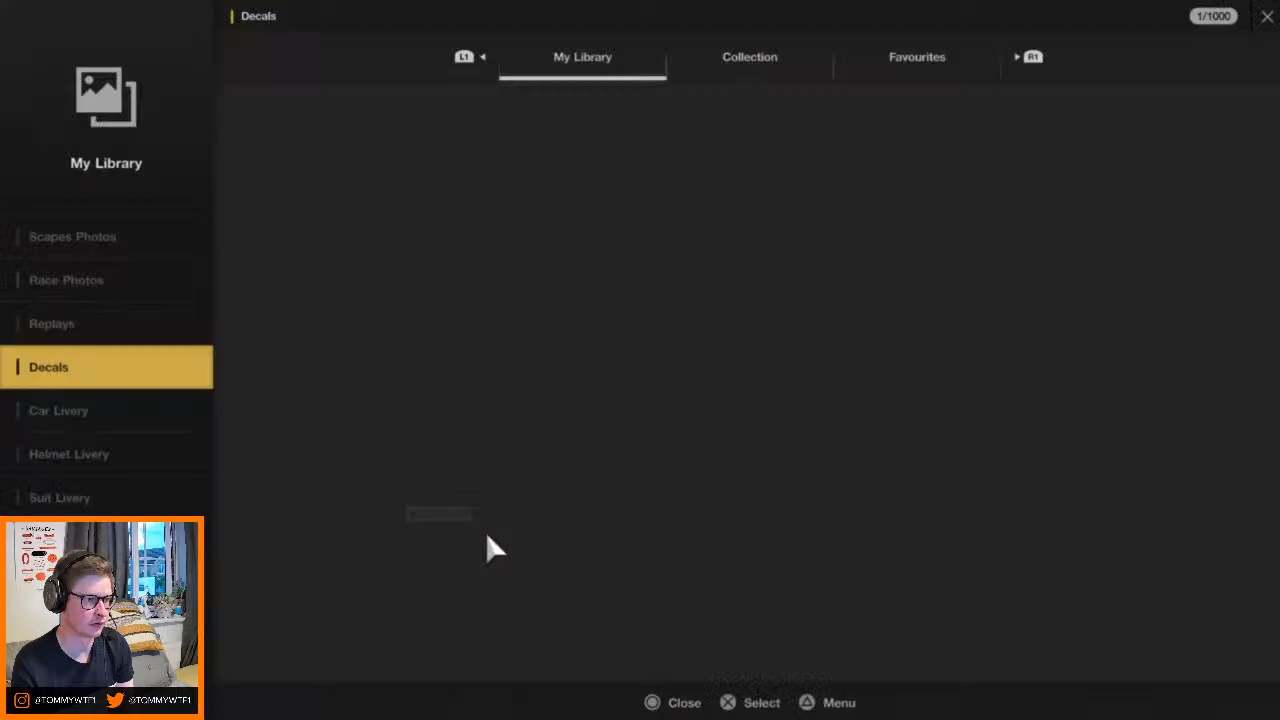 Decals
1/1000
L1
My Library
Collection
Favourites
R1
My Library
Scapes Photos
Race Photos
Replays
Decals
Car Livery
Helmet Livery
Suit Livery
@TOMMYWTF1
@TOMMYWTF1
Close
Select
Menu